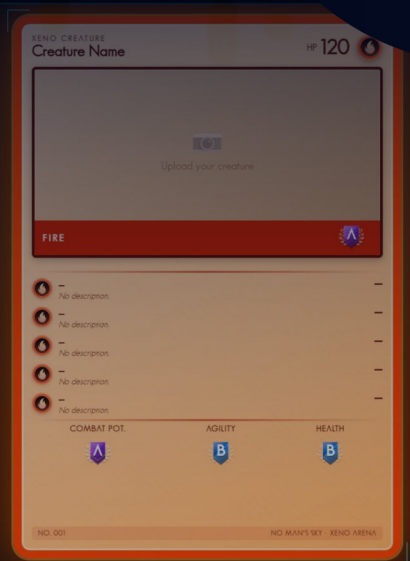 XENO CREATURE
Creature Name
HP 120
Upload your creature
FIRE
A
–
–
No description.
–
–
No description.
–
–
No description.
–
–
No description.
–
–
No description.
COMBAT POT. AGILITY HEALTH
A B B
NO. 001 NO MAN'S SKY · XENO ARENA